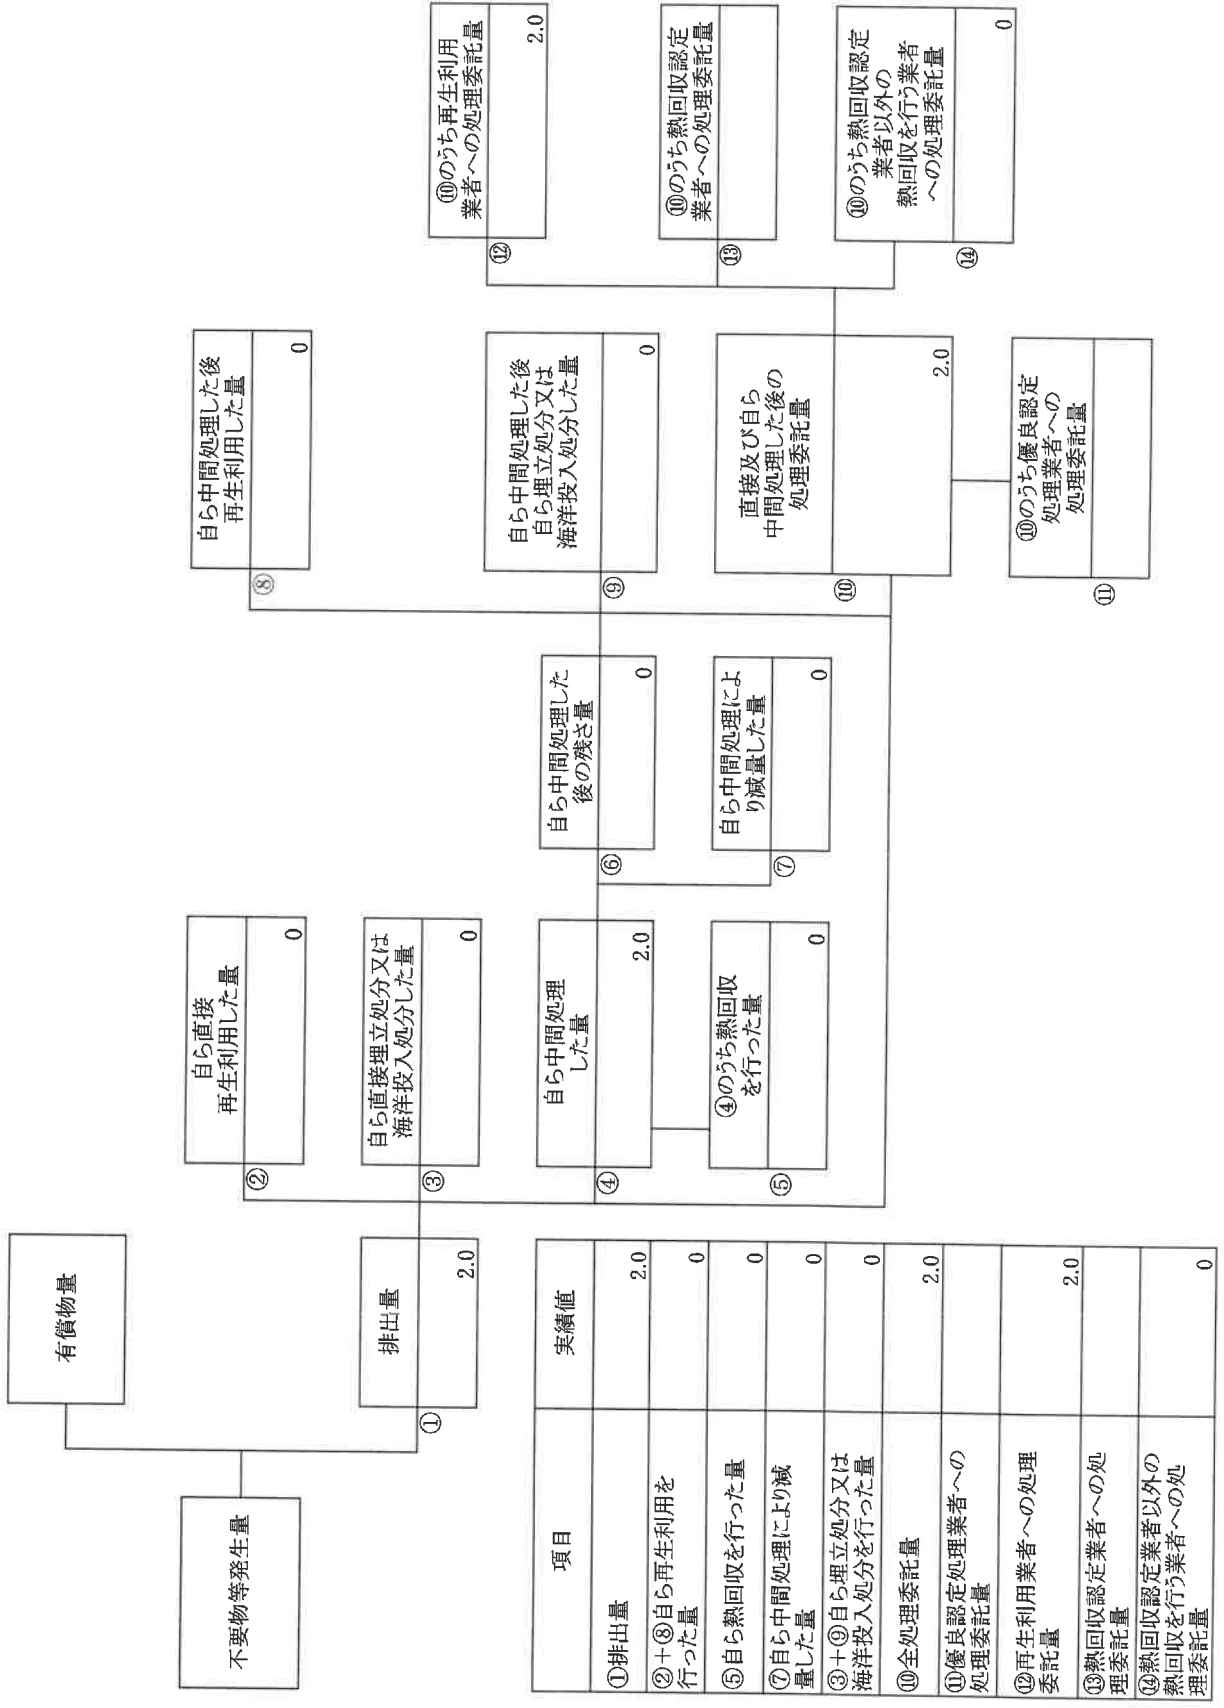 不要物等発生量
有償物量
①
排出量
2.0
②
自ら直接
再生利用した量
0
③
自ら直接埋立処分又は
海洋投入処分した量
0
④
自ら中間処理
した量
2.0
⑤
④のうち熱回収
を行った量
0
⑥
自ら中間処理した
後の残さ量
0
⑦
自ら中間処理によ
り減量した量
0
⑧
自ら中間処理した後
再生利用した量
0
⑨
自ら中間処理した後
自ら埋立処分又は
海洋投入処分した量
0
⑩
直接及び自ら
中間処理した後の
処理委託量
2.0
⑪
⑩のうち優良認定
処理業者への
処理委託量
⑫
⑩のうち再生利用
業者への処理委託量
2.0
⑬
⑩のうち熱回収認定
業者への処理委託量
⑭
⑩のうち熱回収認定
業者以外の
熱回収を行う業者
への処理委託量
0
項目 実績値
①排出量 2.0
②＋⑧自ら再生利用を
行った量 0
⑤自ら熱回収を行った量 0
⑦自ら中間処理により減
量した量 0
③＋⑨自ら埋立処分又は
海洋投入処分を行った量 0
⑩全処理委託量 2.0
⑪優良認定処理業者への
処理委託量
⑫再生利用業者への処理
委託量 2.0
⑬熱回収認定業者への処
理委託量
⑭熱回収認定業者以外の
熱回収を行う業者への処
理委託量 0